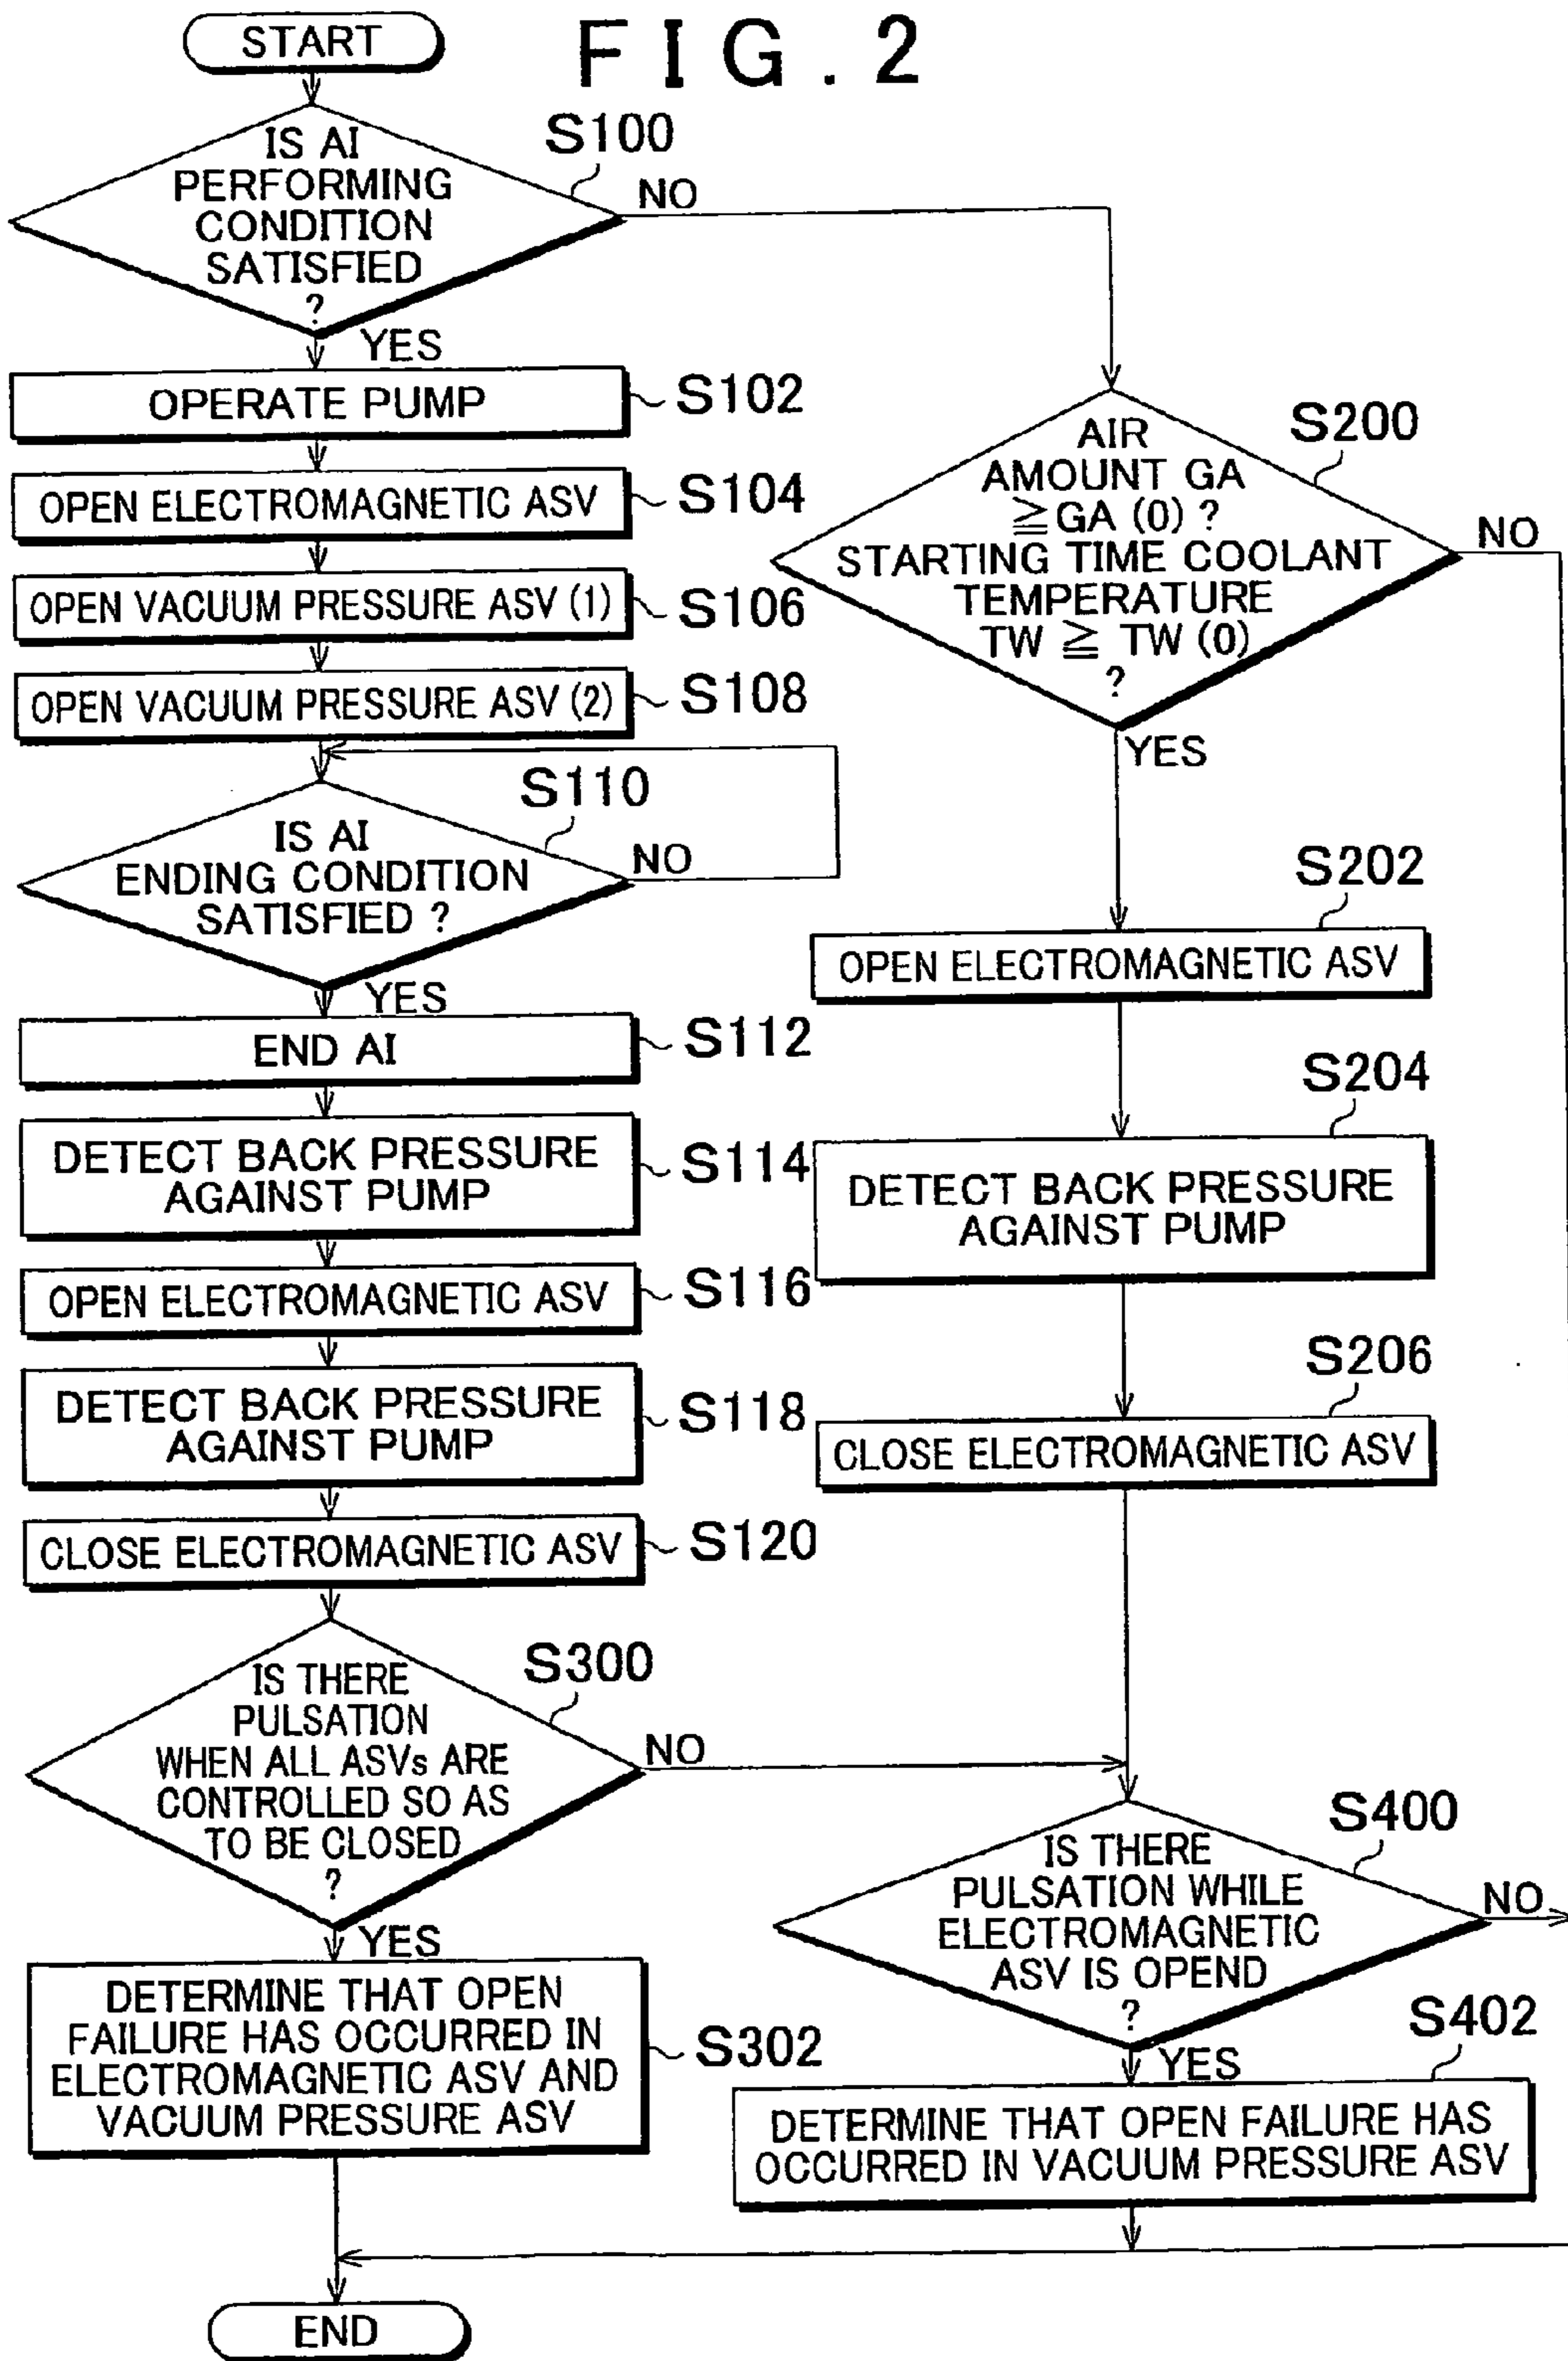 FIG. 2
START
IS AI
PERFORMING
CONDITION
SATISFIED
?
S100
NO
YES
OPERATE PUMP
S102
OPEN ELECTROMAGNETIC ASV
S104
OPEN VACUUM PRESSURE ASV (1)
S106
OPEN VACUUM PRESSURE ASV (2)
S108
IS AI
ENDING CONDITION
SATISFIED ?
S110
NO
YES
END AI
S112
DETECT BACK PRESSURE
AGAINST PUMP
S114
OPEN ELECTROMAGNETIC ASV
S116
DETECT BACK PRESSURE
AGAINST PUMP
S118
CLOSE ELECTROMAGNETIC ASV
S120
IS THERE
PULSATION
WHEN ALL ASVs ARE
CONTROLLED SO AS
TO BE CLOSED
?
S300
NO
YES
DETERMINE THAT OPEN
FAILURE HAS OCCURRED IN
ELECTROMAGNETIC ASV AND
VACUUM PRESSURE ASV
S302
AIR
AMOUNT GA
≧GA (0) ?
STARTING TIME COOLANT
TEMPERATURE
TW ≧ TW (0)
?
S200
NO
YES
S202
OPEN ELECTROMAGNETIC ASV
S204
DETECT BACK PRESSURE
AGAINST PUMP
S206
CLOSE ELECTROMAGNETIC ASV
S400
IS THERE
PULSATION WHILE
ELECTROMAGNETIC
ASV IS OPEND
?
NO
YES
S402
DETERMINE THAT OPEN FAILURE HAS
OCCURRED IN VACUUM PRESSURE ASV
END